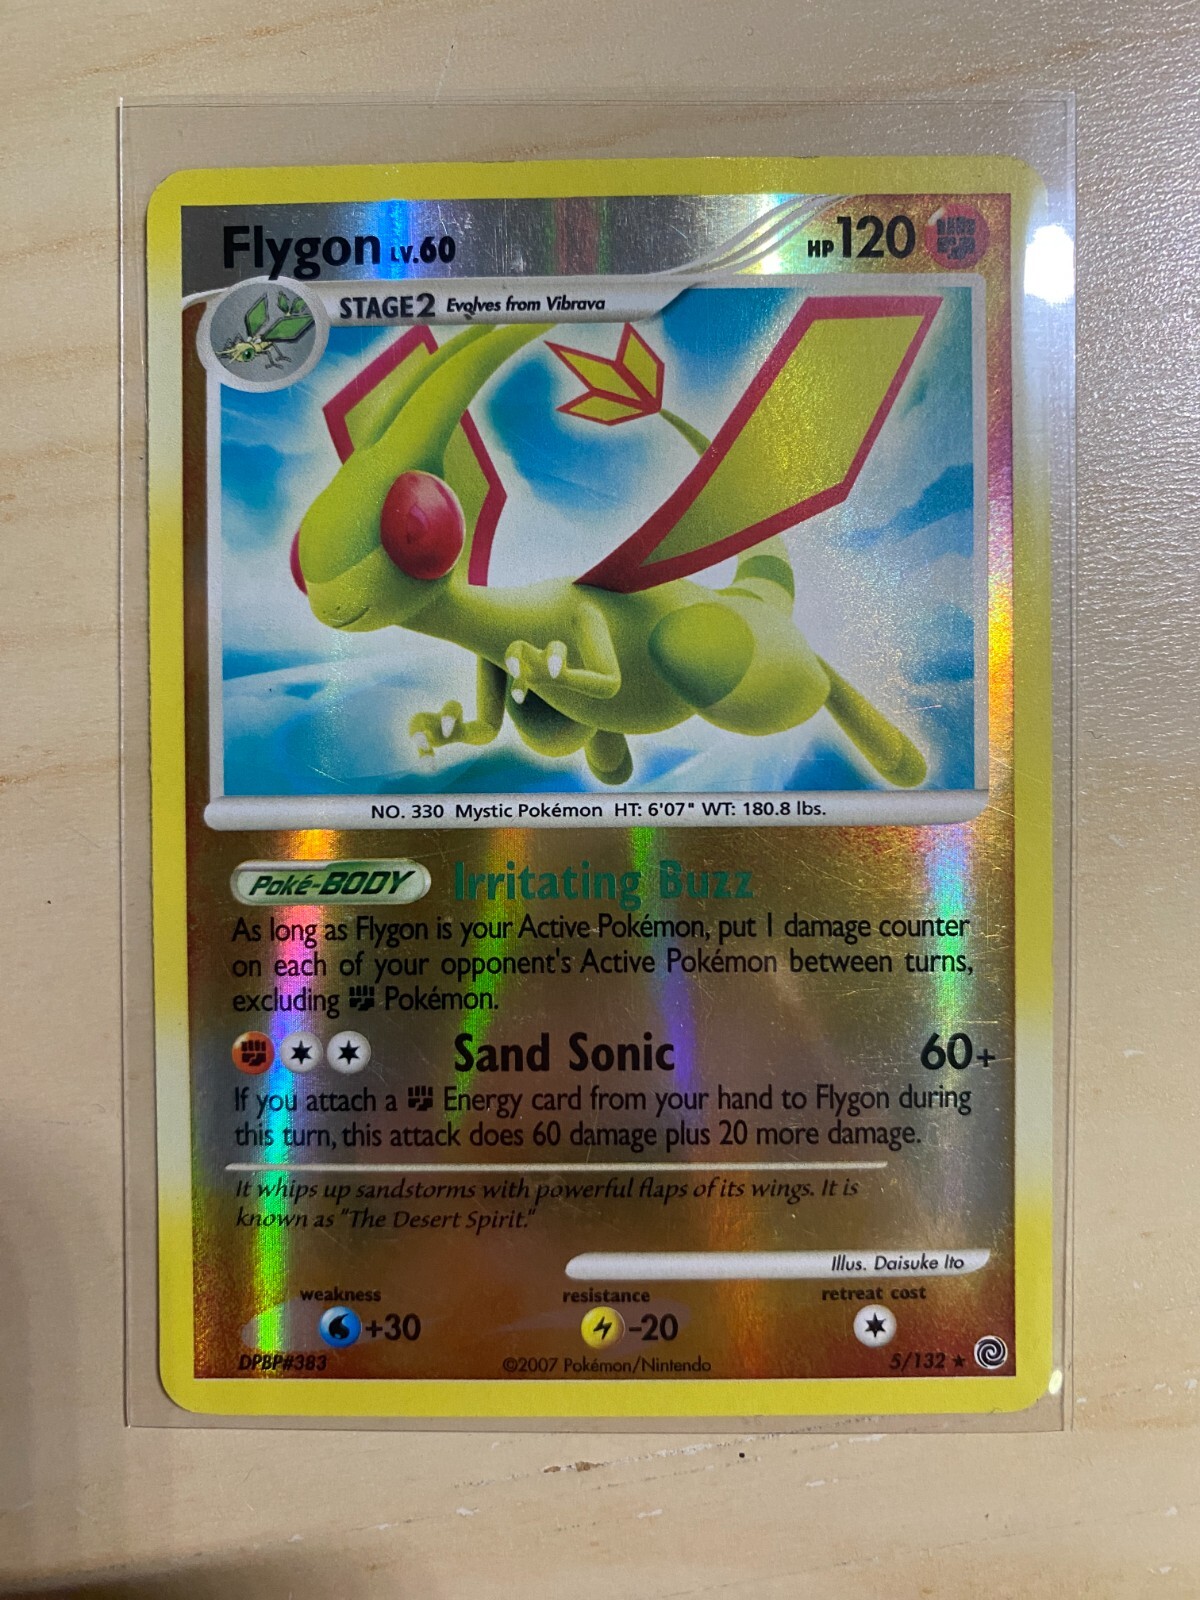 Flygon LV.60 HP 120
STAGE2 Evolves from Vibrava
NO. 330 Mystic Pokémon HT: 6'07" WT: 180.8 lbs.
Poké-BODY Irritating Buzz
As long as Flygon is your Active Pokémon, put 1 damage counter
on each of your opponent's Active Pokémon between turns,
excluding Pokémon.
Sand Sonic 60+
If you attach a Energy card from your hand to Flygon during
this turn, this attack does 60 damage plus 20 more damage.
It whips up sandstorms with powerful flaps of its wings. It is
known as "The Desert Spirit."
Illus. Daisuke Ito
weakness resistance retreat cost
+30 -20
DPBP#383 ©2007 Pokémon/Nintendo 5/132 ★